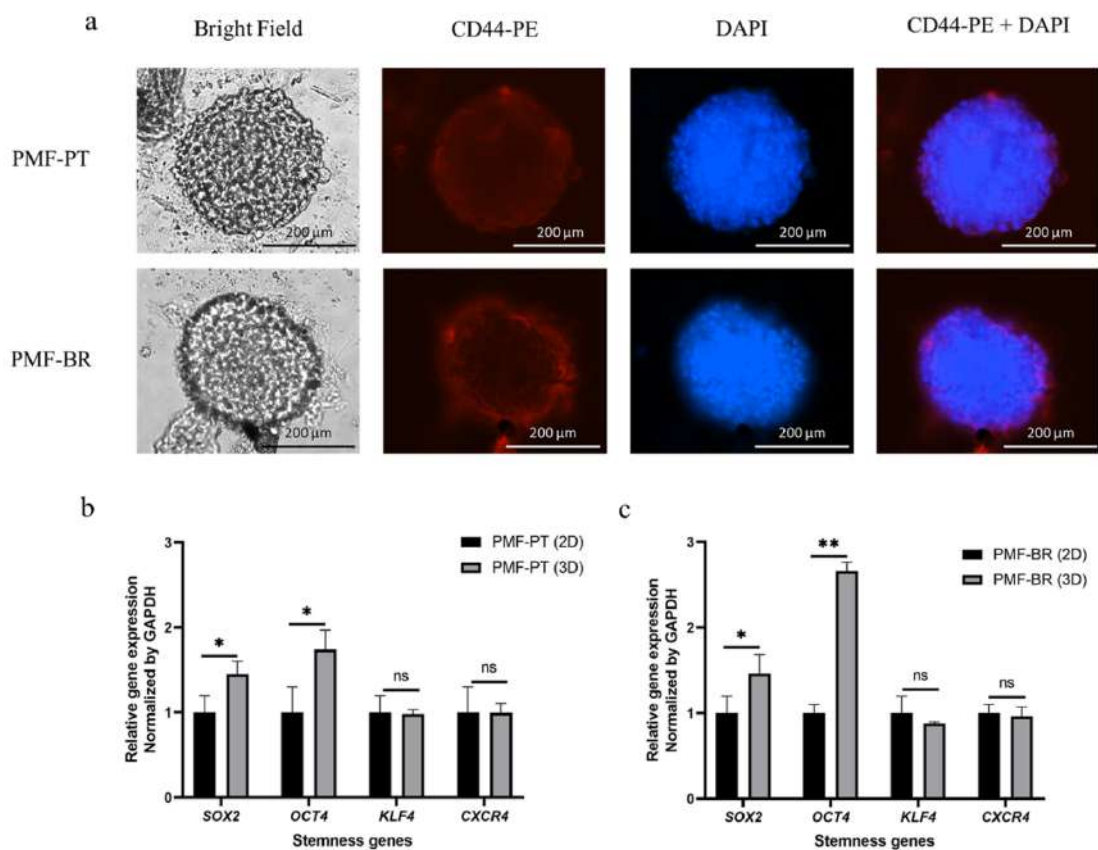 a
Bright Field CD44-PE DAPI CD44-PE + DAPI
PMF-PT
200 µm 200 µm 200 µm 200 µm
PMF-BR
200 µm 200 µm 200 µm 200 µm
b
Relative gene expression
Normalized by GAPDH
3
2
1
0
PMF-PT (2D)
PMF-PT (3D)
* * ns ns
SOX2 OCT4 KLF4 CXCR4
Stemness genes
c
Relative gene expression
Normalized by GAPDH
3
2
1
0
PMF-BR (2D)
PMF-BR (3D)
* ** ns ns
SOX2 OCT4 KLF4 CXCR4
Stemness genes